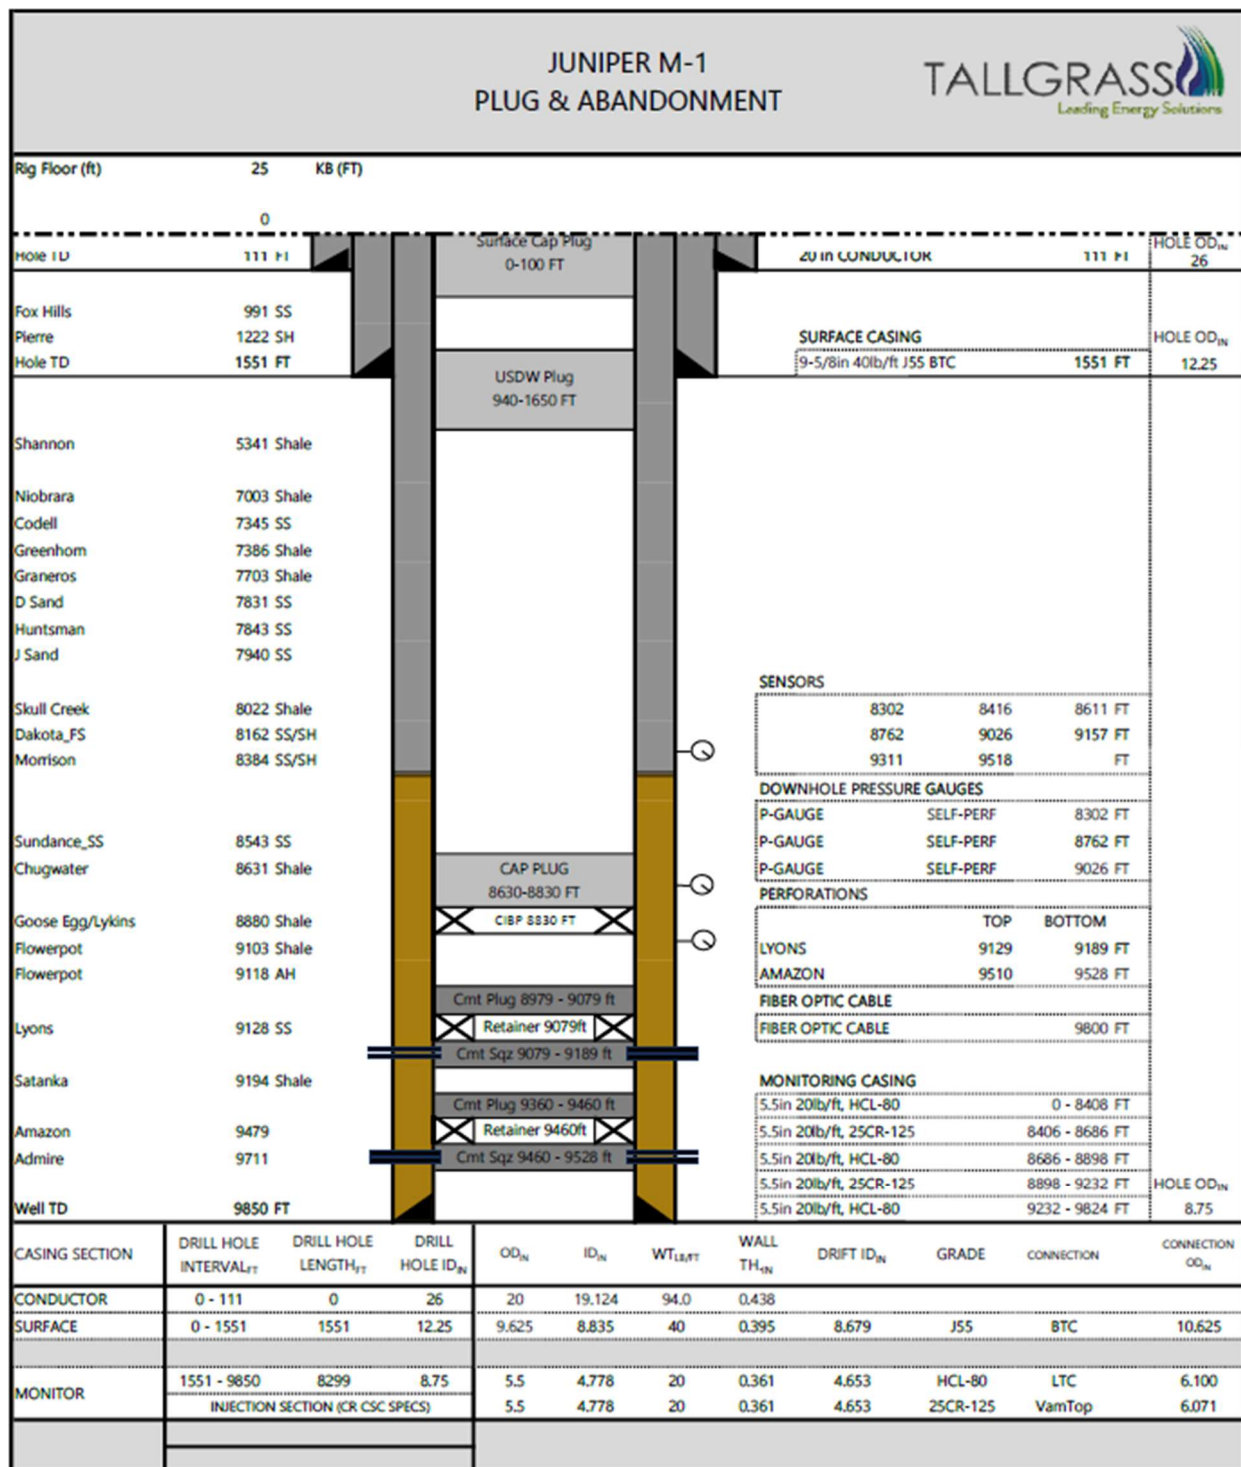 JUNIPER M-1
PLUG & ABANDONMENT
TALLGRASS
Leading Energy Solutions
Rig Floor (ft) 25 KB (FT)
0
Hole TD 111 FT
Surface Cap Plug
0-100 FT
20 in CONDUCTOR 111 FT
HOLE OD IN
26
Fox Hills 991 SS
Pierre 1222 SH
Hole TD 1551 FT
SURFACE CASING
9-5/8in 40lb/ft J55 BTC 1551 FT
HOLE OD IN
12.25
USDW Plug
940-1650 FT
Shannon 5341 Shale
Niobrara 7003 Shale
Codell 7345 SS
Greenhorn 7386 Shale
Graneros 7703 Shale
D Sand 7831 SS
Huntsman 7843 SS
J Sand 7940 SS
Skull Creek 8022 Shale
Dakota_FS 8162 SS/SH
Morrison 8384 SS/SH
Sundance_SS 8543 SS
Chugwater 8631 Shale
Goose Egg/Lykins 8880 Shale
Flowerpot 9103 Shale
Flowerpot 9118 AH
Lyons 9128 SS
Satanka 9194 Shale
Amazon 9479
Admire 9711
Well TD 9850 FT
CAP PLUG
8630-8830 FT
CIBP 8830 FT
Cmt Plug 8979 - 9079 ft
Retainer 9079ft
Cmt Sqz 9079 - 9189 ft
Cmt Plug 9360 - 9460 ft
Retainer 9460ft
Cmt Sqz 9460 - 9528 ft
SENSORS
8302 8416 8611 FT
8762 9026 9157 FT
9311 9518 FT
DOWNHOLE PRESSURE GAUGES
P-GAUGE SELF-PERF 8302 FT
P-GAUGE SELF-PERF 8762 FT
P-GAUGE SELF-PERF 9026 FT
PERFORATIONS
TOP BOTTOM
LYONS 9129 9189 FT
AMAZON 9510 9528 FT
FIBER OPTIC CABLE
FIBER OPTIC CABLE 9800 FT
MONITORING CASING
5.5in 20lb/ft, HCL-80 0 - 8408 FT
5.5in 20lb/ft, 25CR-125 8406 - 8686 FT
5.5in 20lb/ft, HCL-80 8686 - 8898 FT
5.5in 20lb/ft, 25CR-125 8898 - 9232 FT
5.5in 20lb/ft, HCL-80 9232 - 9824 FT
HOLE OD IN
8.75
CASING SECTION DRILL HOLE INTERVAL FT DRILL HOLE LENGTH FT DRILL HOLE ID IN OD IN ID IN WT LB/FT WALL TH IN DRIFT ID IN GRADE CONNECTION CONNECTION OD IN
CONDUCTOR 0 - 111 0 26 20 19.124 94.0 0.438
SURFACE 0 - 1551 1551 12.25 9.625 8.835 40 0.395 8.679 J55 BTC 10.625
MONITOR 1551 - 9850 8299 8.75 5.5 4.778 20 0.361 4.653 HCL-80 LTC 6.100
INJECTION SECTION (CR CSC SPECS) 5.5 4.778 20 0.361 4.653 25CR-125 VamTop 6.071